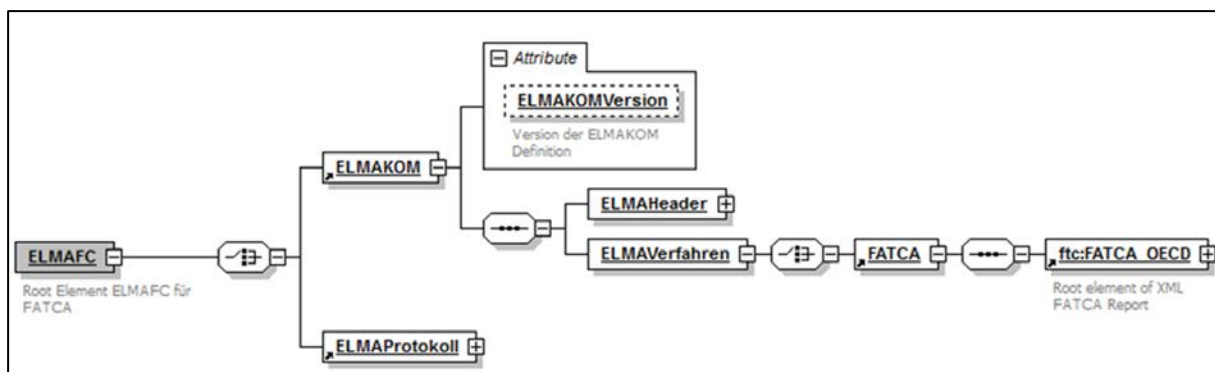 Attribute
ELMAKOMVersion
Version der ELMAKOM
Definition
ELMAKOM
ELMAHeader
ELMAFC
Root Element ELMAFC für
FATCA
ELMAVerfahren
FATCA
ftc:FATCA_OECD
Root element of XML
FATCA Report
ELMAProtokoll